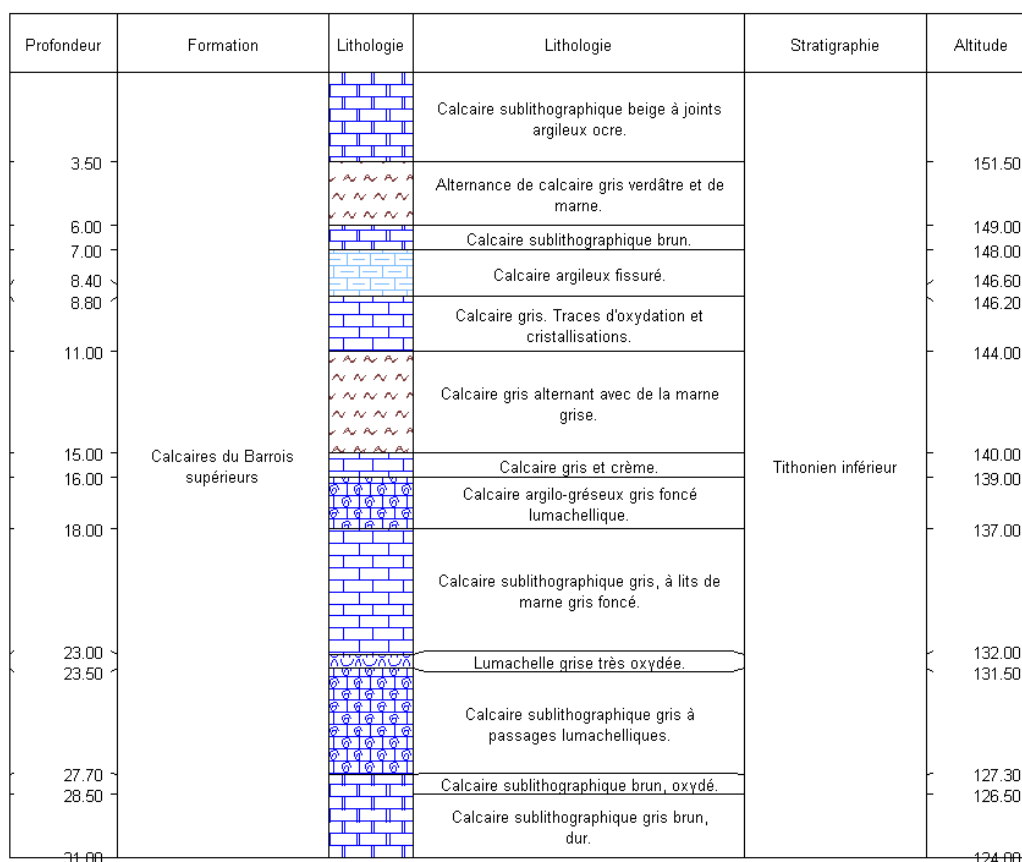 Profondeur
Formation
Lithologie
Lithologie
Stratigraphie
Altitude
Calcaire sublithographique beige à joints
argileux ocre.
3.50
151.50
Alternance de calcaire gris verdâtre et de
marne.
6.00
149.00
Calcaire sublithographique brun.
7.00
148.00
Calcaire argileux fissuré.
8.40
146.60
8.80
146.20
Calcaire gris. Traces d'oxydation et
cristallisations.
11.00
144.00
Calcaire gris alternant avec de la marne
grise.
15.00
140.00
Calcaires du Barrois
supérieurs
Calcaire gris et crème.
Tithonien inférieur
16.00
139.00
Calcaire argilo-gréseux gris foncé
lumachellique.
18.00
137.00
Calcaire sublithographique gris, à lits de
marne gris foncé.
23.00
132.00
Lumachelle grise très oxydée.
23.50
131.50
Calcaire sublithographique gris à
passages lumachelliques.
27.70
127.30
Calcaire sublithographique brun, oxydé.
28.50
126.50
Calcaire sublithographique gris brun,
dur.
31.00
124.00